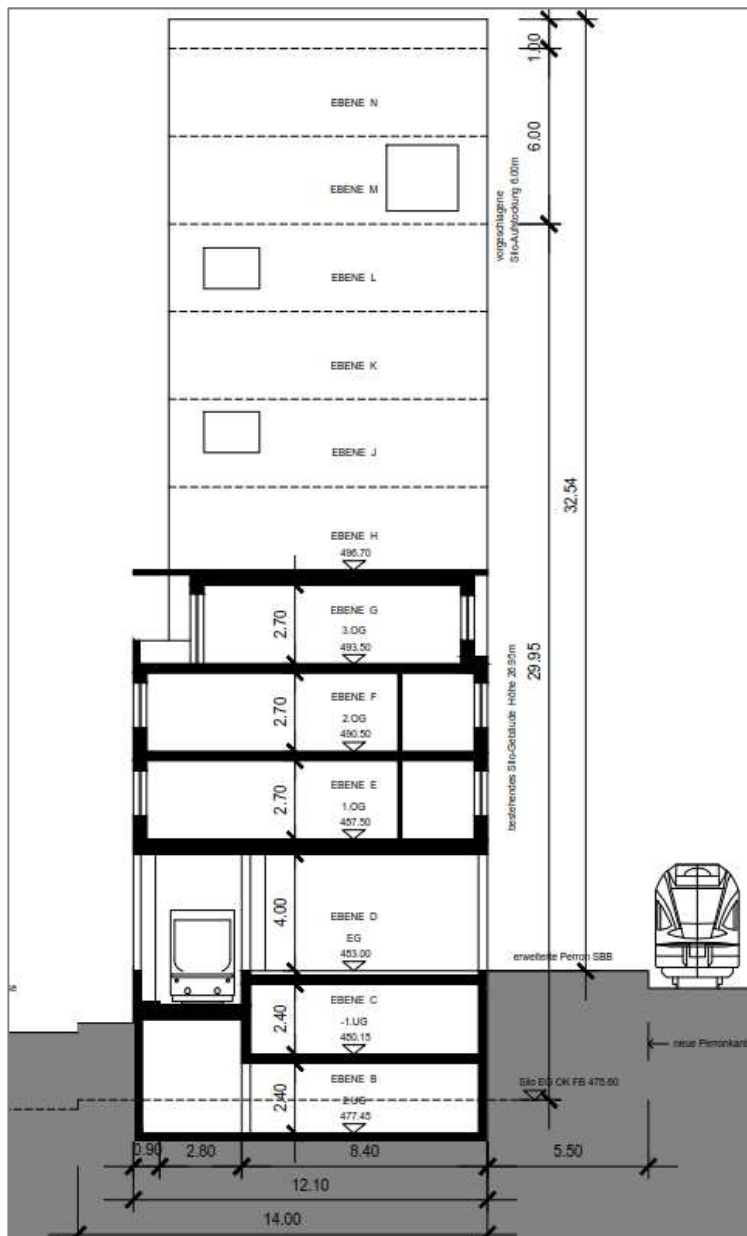 1.00
EBENE N
6.00
EBENE M
vorgeschlagene
Silo-Aufstockung 6.00m
EBENE L
EBENE K
EBENE J
32.54
EBENE H
496.70
EBENE G
3.OG
493.50
2.70
29.95
bestehendes Silo-Gebäude Höhe 26.95m
EBENE F
2.OG
490.50
2.70
EBENE E
1.OG
487.50
2.70
EBENE D
EG
483.00
4.00
erweiterte Perron SBB
EBENE C
-1.UG
480.15
2.40
neue Perronkant
Silo EG OK FB 478.60
EBENE B
2.UG
477.45
2.40
0.90
2.80
8.40
5.50
12.10
14.00